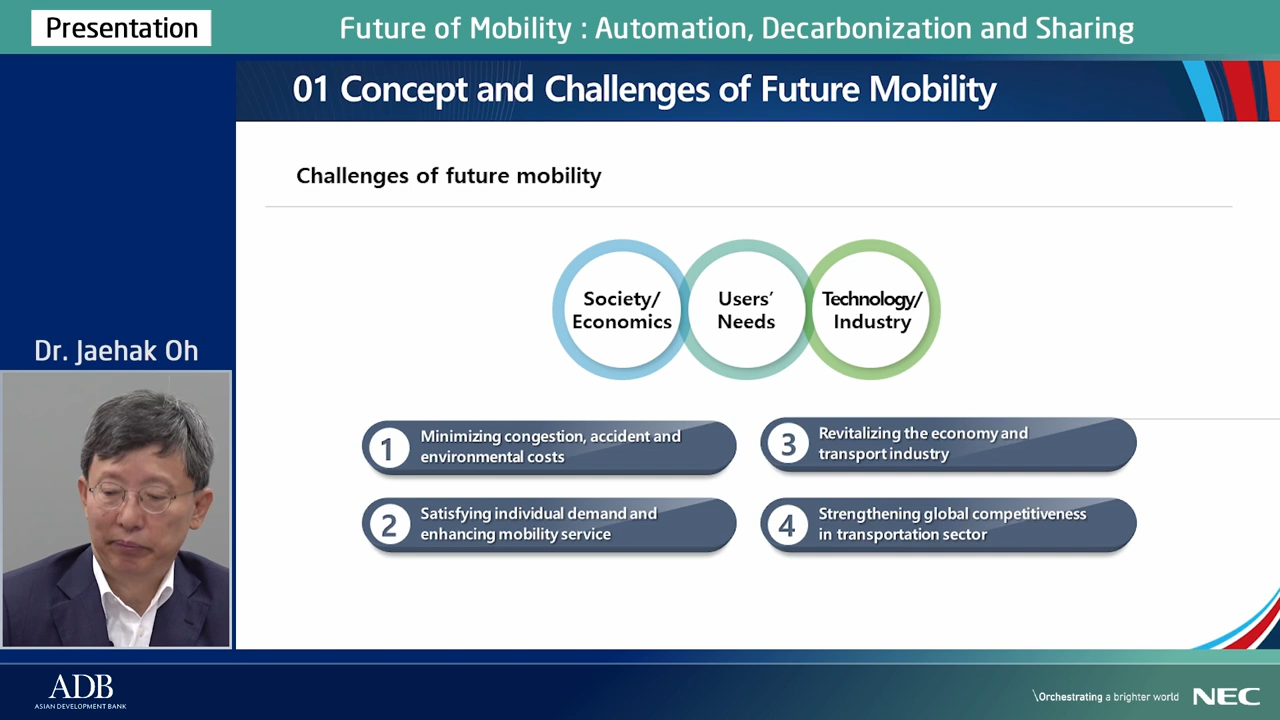 Presentation
Future of Mobility : Automation, Decarbonization and Sharing
01 Concept and Challenges of Future Mobility
Challenges of future mobility
Society/
Economics
Users’
Needs
Technology/
Industry
1
Minimizing congestion, accident and
environmental costs
2
Satisfying individual demand and
enhancing mobility service
3
Revitalizing the economy and
transport industry
4
Strengthening global competitiveness
in transportation sector
Dr. Jaehak Oh
ADB
ASIAN DEVELOPMENT BANK
\Orchestrating a brighter world
NEC